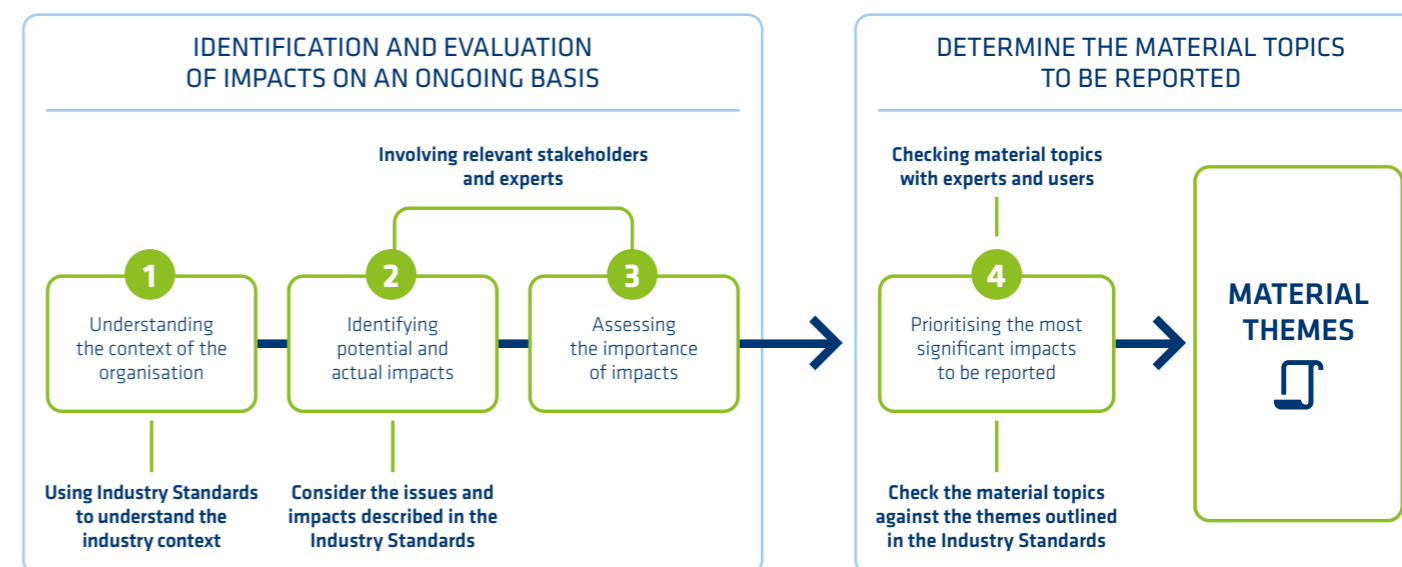 IDENTIFICATION AND EVALUATION
OF IMPACTS ON AN ONGOING BASIS
Involving relevant stakeholders
and experts
1
Understanding
the context of the
organisation
2
Identifying
potential and
actual impacts
3
Assessing
the importance
of impacts
Using Industry Standards
to understand the
industry context
Consider the issues and
impacts described in the
Industry Standards
DETERMINE THE MATERIAL TOPICS
TO BE REPORTED
Checking material topics
with experts and users
4
Prioritising the most
significant impacts
to be reported
Check the material topics
against the themes outlined
in the Industry Standards
MATERIAL
THEMES